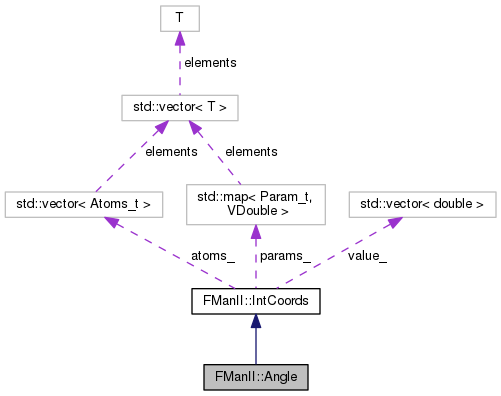 T
elements
std::vector< T >
elements
elements
std::vector< Atoms_t >
std::map< Param_t,
VDouble >
std::vector< double >
atoms_
params_
value_
FManII::IntCoords
FManII::Angle